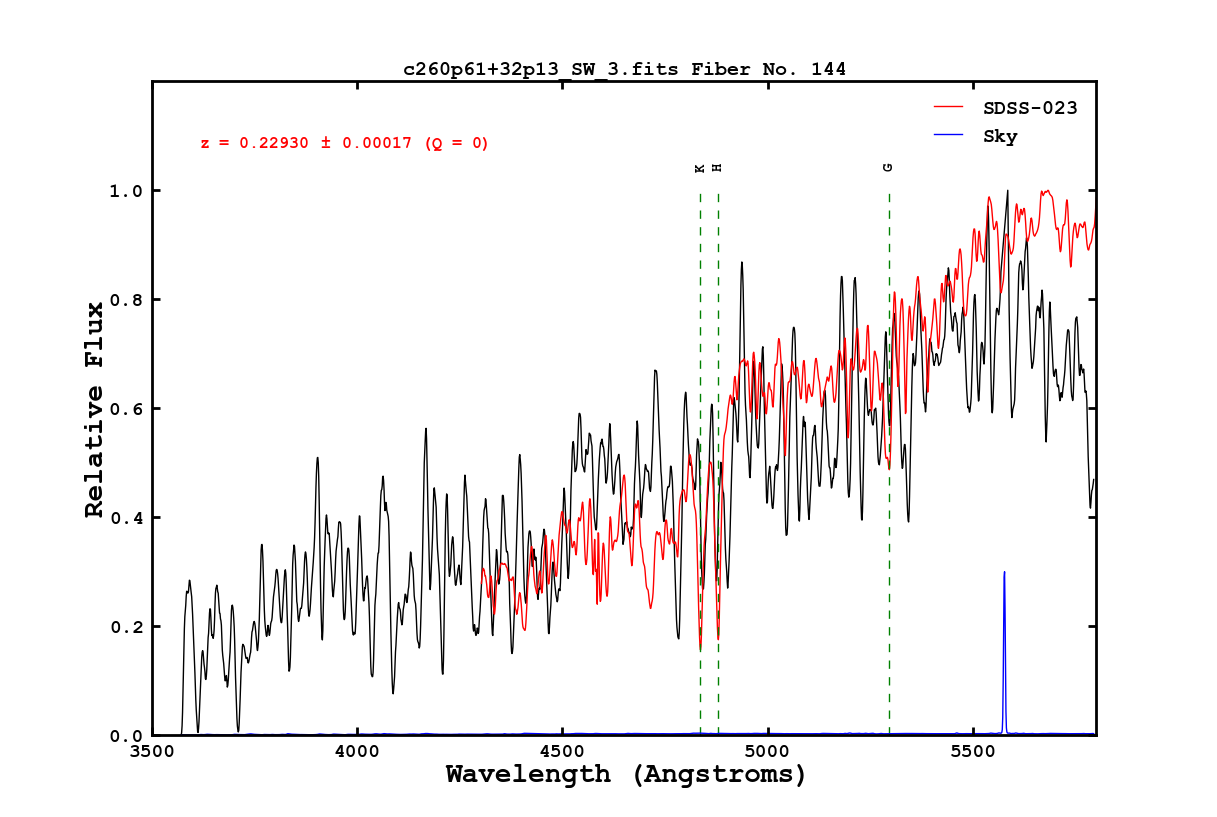 c260p61+32p13_SW_3.fits Fiber No. 144
SDSS-023
Sky
z = 0.22930 ± 0.00017 (Q = 0)
K H G
1.0
0.8
0.6
0.4
0.2
0.0
Relative Flux
3500 4000 4500 5000 5500
Wavelength (Angstroms)